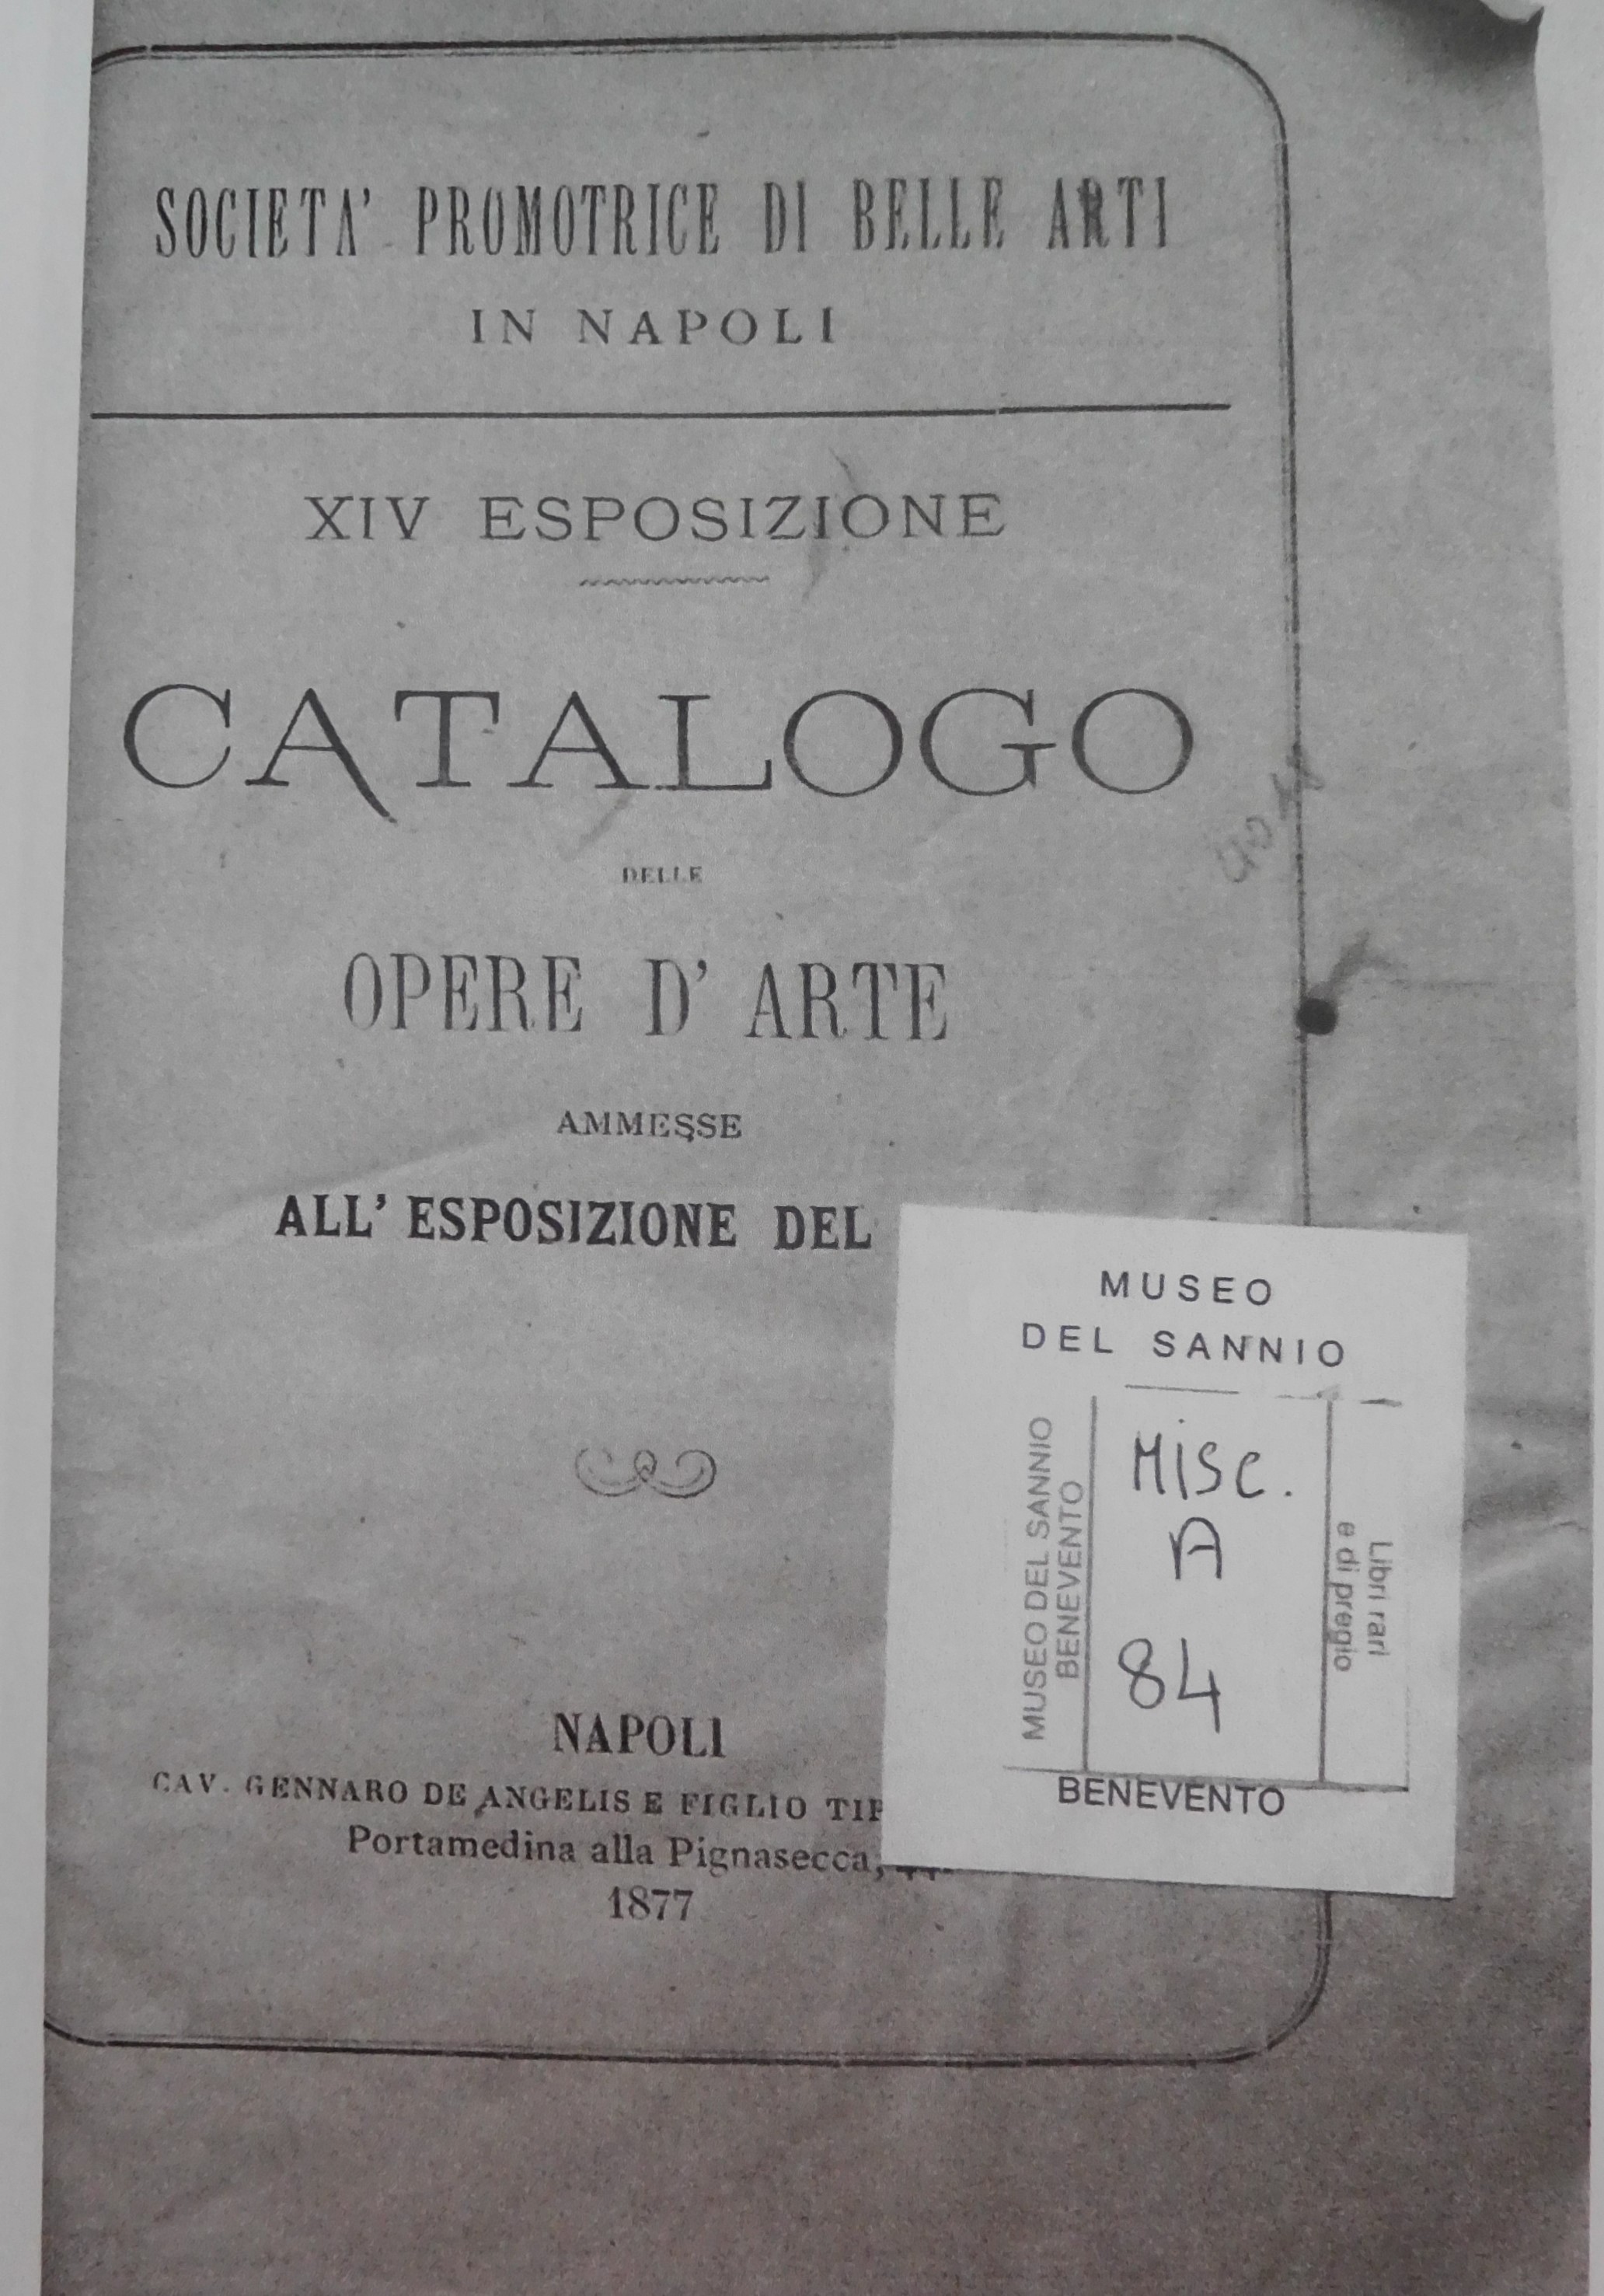 SOCIETA' PROMOTRICE DI BELLE ARTI
IN NAPOLI
XIV ESPOSIZIONE
CATALOGO
DELLE
OPERE D' ARTE
AMMESSE
ALL' ESPOSIZIONE DEL
NAPOLI
CAV. GENNARO DE ANGELIS E FIGLIO
Portamedina alla Pignasecca,
1877
MUSEO
DEL SANNIO
MUSEO DEL SANNIO
BENEVENTO
Misc.
A
84
Libri rari
e di pregio
BENEVENTO